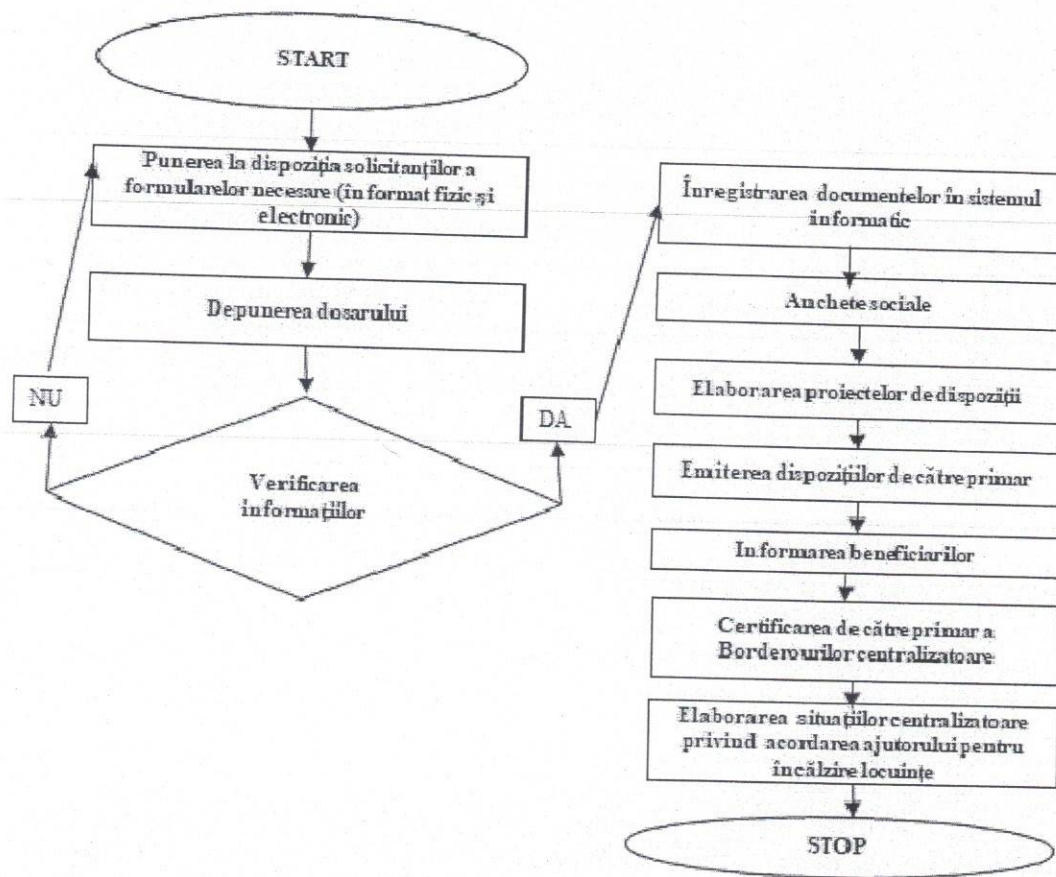 START
Punerea la dispoziția solicitanților a
formularelor necesare (în format fizic și
electronic)
Depunerea dosarului
NU
Verificarea
informațiilor
DA
Înregistrarea documentelor în sistemul
informatic
Anchete sociale
Elaborarea proiectelor de dispoziții
Emiterea dispozițiilor de către primar
Informarea beneficiarilor
Certificarea de către primar a
Borderourilor centralizatoare
Elaborarea situațiilor centralizatoare
privind acordarea ajutorului pentru
încălzire locuințe
STOP